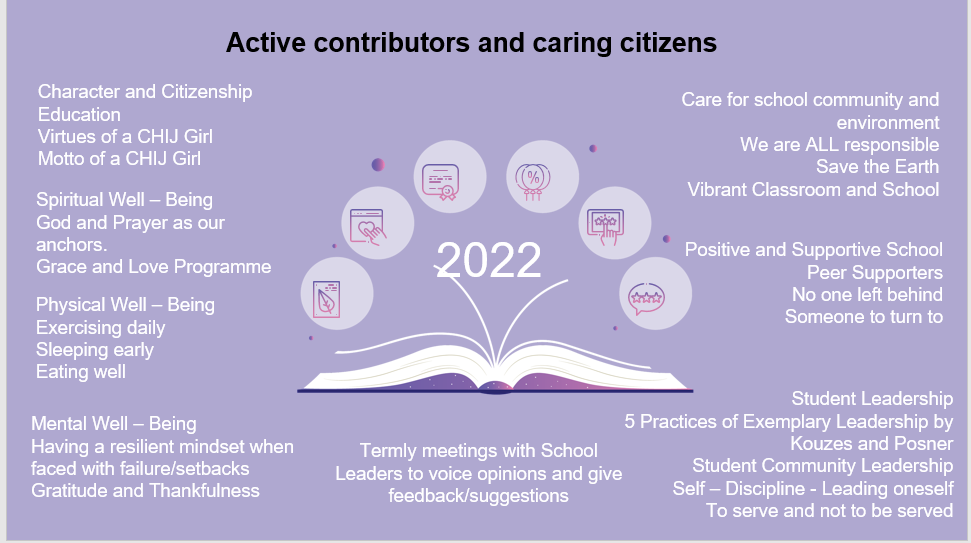 Active contributors and caring citizens
Character and Citizenship
Education
Virtues of a CHIJ Girl
Motto of a CHIJ Girl
Spiritual Well – Being
God and Prayer as our
anchors.
Grace and Love Programme
Physical Well – Being
Exercising daily
Sleeping early
Eating well
Mental Well – Being
Having a resilient mindset when
faced with failure/setbacks
Gratitude and Thankfulness
%
2022
Termly meetings with School
Leaders to voice opinions and give
feedback/suggestions
Care for school community and
environment
We are ALL responsible
Save the Earth
Vibrant Classroom and School
Positive and Supportive School
Peer Supporters
No one left behind
Someone to turn to
Student Leadership
5 Practices of Exemplary Leadership by
Kouzes and Posner
Student Community Leadership
Self – Discipline - Leading oneself
To serve and not to be served